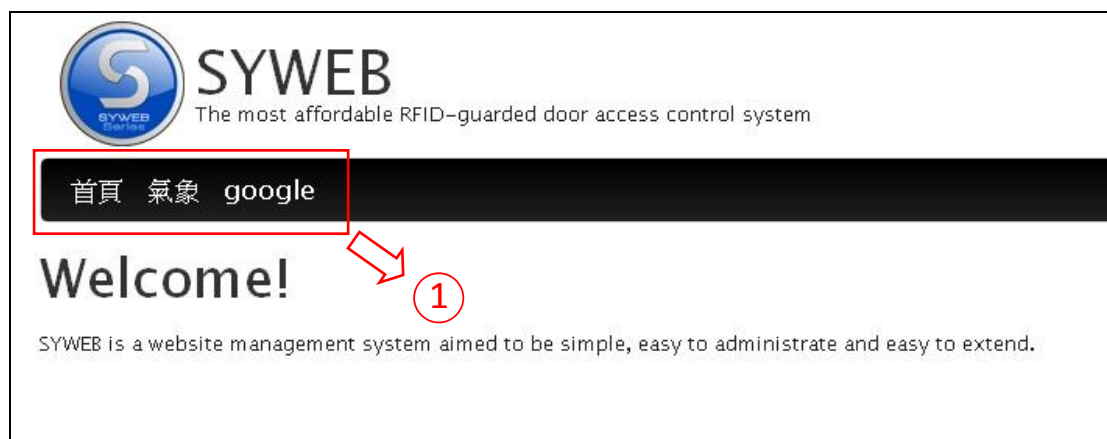 SYWEB
Series
SYWEB
The most affordable RFID-guarded door access control system
首頁 氣象 google
1
Welcome!
SYWEB is a website management system aimed to be simple, easy to administrate and easy to extend.